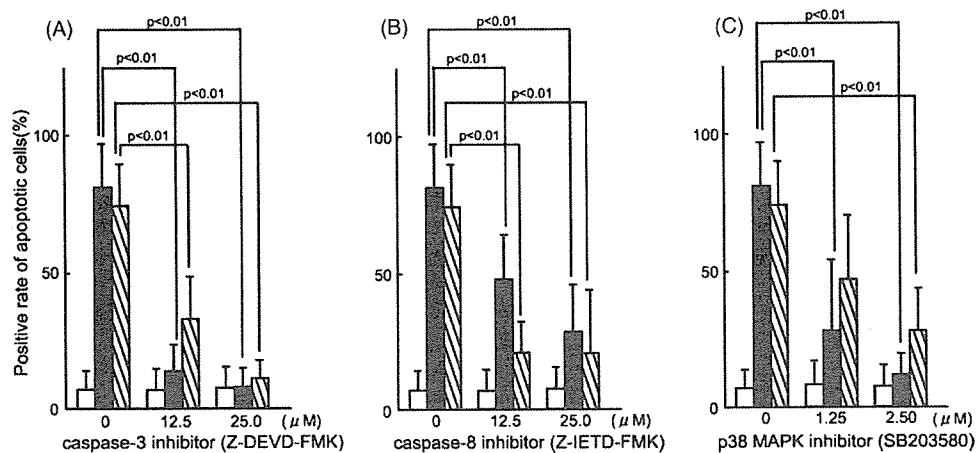 (A)
p<0.01
p<0.01
p<0.01
p<0.01
Positive rate of apoptotic cells(%)
100
50
0
0 12.5 25.0 (μM)
caspase-3 inhibitor (Z-DEVD-FMK)
(B)
p<0.01
p<0.01
p<0.01
p<0.01
100
50
0
0 12.5 25.0 (μM)
caspase-8 inhibitor (Z-IETD-FMK)
(C)
p<0.01
p<0.01
p<0.01
100
50
0
0 1.25 2.50 (μM)
p38 MAPK inhibitor (SB203580)